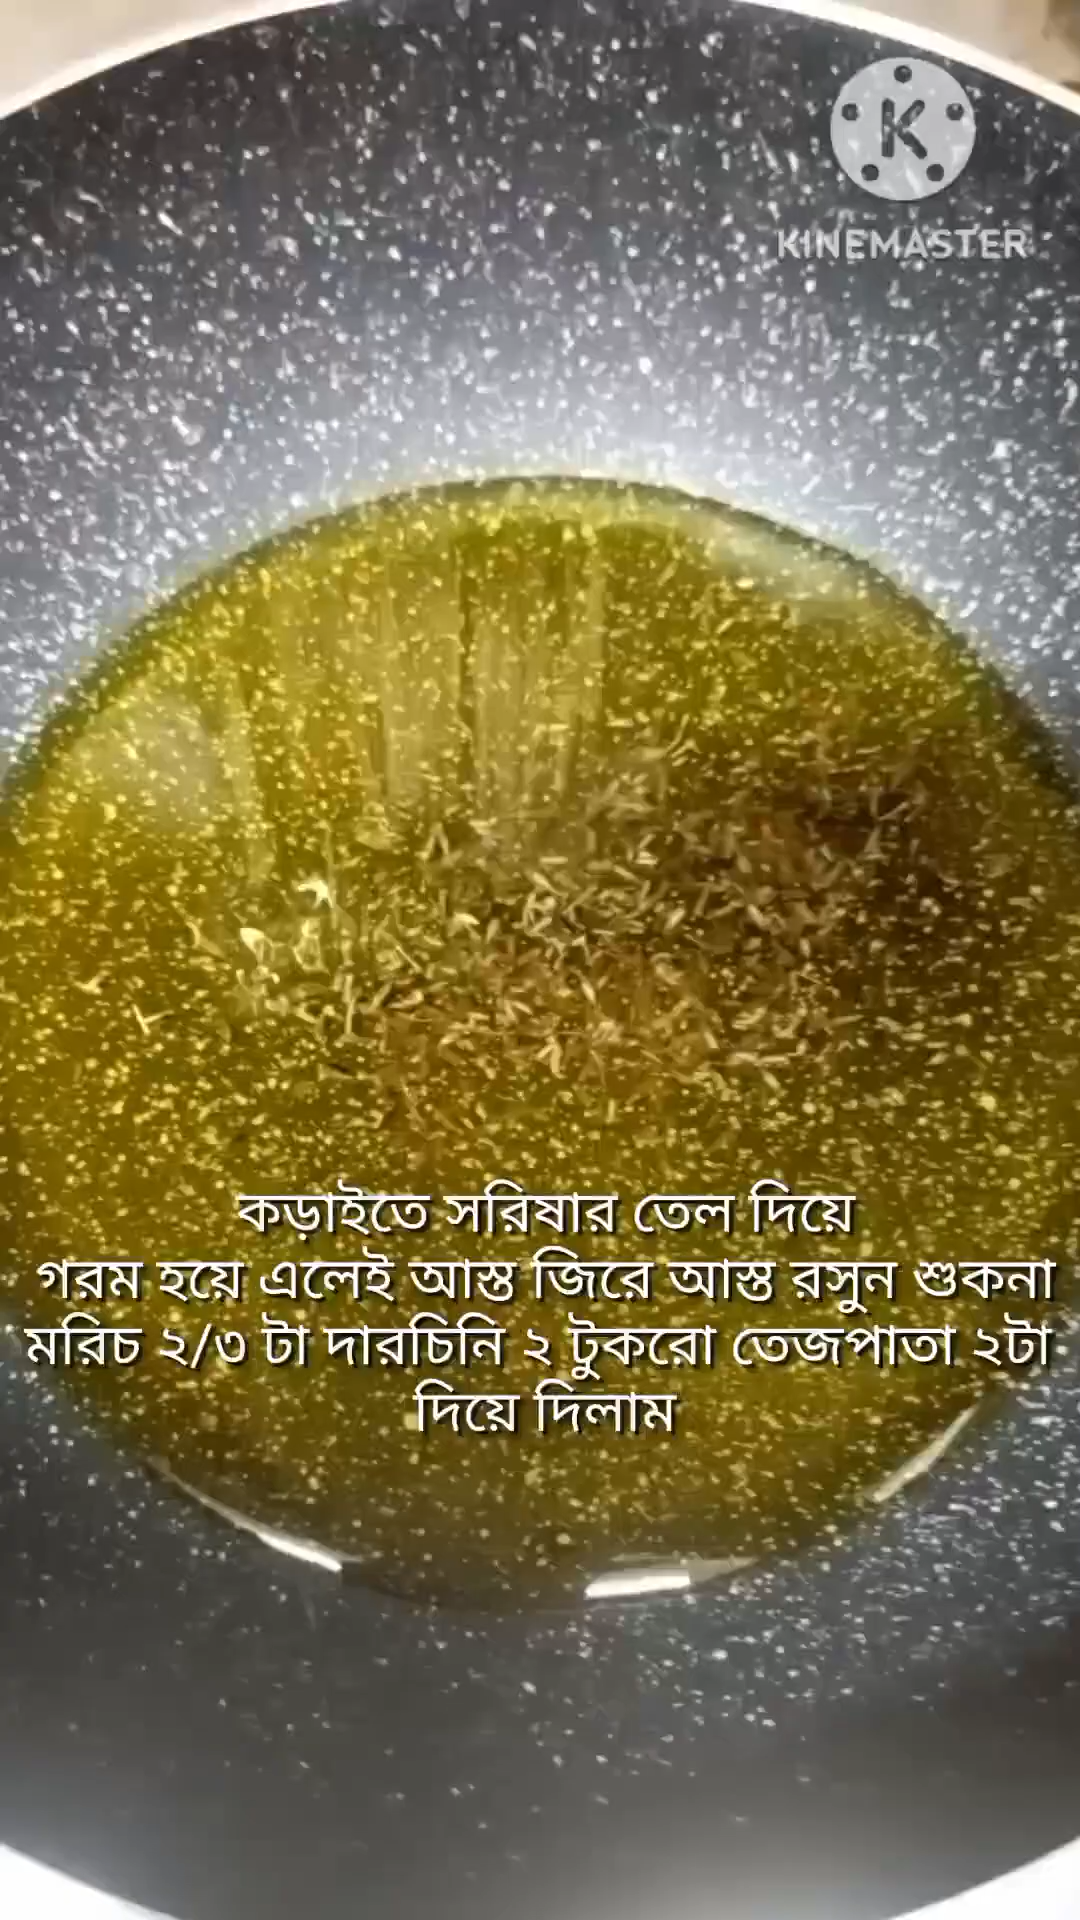 KINEMASTER
কড়াইতে সরিষার তেল দিয়ে
গরম হয়ে এলেই আস্ত জিরে আস্ত রসুন শুকনা
মরিচ ২/৩ টা দারচিনি ২ টুকরো তেজপাতা ২টা
দিয়ে দিলাম